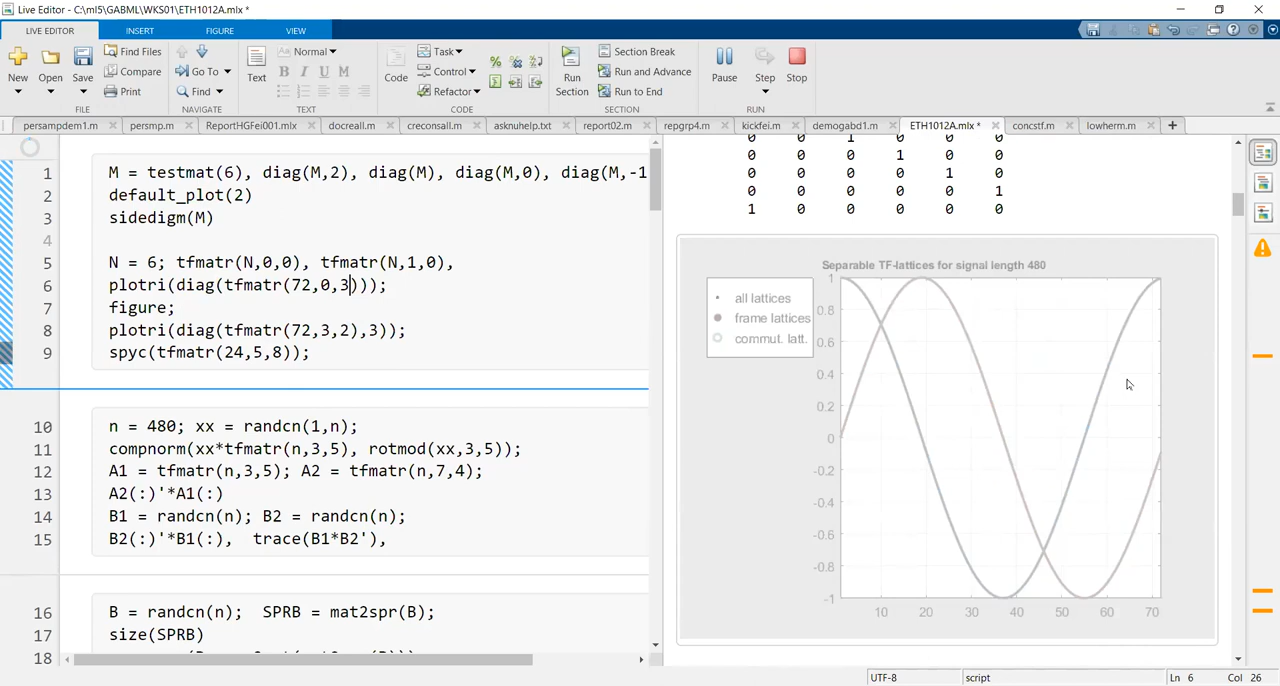 Live Editor - C:\ml5\GABML\WKS01\ETH1012A.mlx *
LIVE EDITOR INSERT FIGURE VIEW
New Open Save Find Files Compare Print
FILE
Go To Find
NAVIGATE
Text Aa Normal
B I U M
TEXT
Code Task Control Refactor
CODE
Run Section Section Break Run and Advance Run to End
SECTION
Pause Step Stop
RUN
persampdem1.m persmp.m ReportHGFei001.mlx docreall.m creconsall.m asknuhelp.txt report02.m repgrp4.m kickfei.m demogabd1.m ETH1012A.mlx * concstf.m lowherm.m
1 M = testmat(6), diag(M,2), diag(M), diag(M,0), diag(M,-1
2 default_plot(2)
3 sidedigm(M)
4
5 N = 6; tfmatr(N,0,0), tfmatr(N,1,0),
6 plotri(diag(tfmatr(72,0,3)));
7 figure;
8 plotri(diag(tfmatr(72,3,2),3));
9 spyc(tfmatr(24,5,8));
10 n = 480; xx = randcn(1,n);
11 compnorm(xx*tfmatr(n,3,5), rotmod(xx,3,5));
12 A1 = tfmatr(n,3,5); A2 = tfmatr(n,7,4);
13 A2(:)'*A1(:)
14 B1 = randcn(n); B2 = randcn(n);
15 B2(:)'*B1(:), trace(B1*B2'),
16 B = randcn(n); SPRB = mat2spr(B);
17 size(SPRB)
18
0 0 1 0 0 0
0 0 0 1 0 0
0 0 0 0 1 0
0 0 0 0 0 1
1 0 0 0 0 0
Separable TF-lattices for signal length 480
all lattices
frame lattices
commut. latt.
1
0.8
0.6
0.4
0.2
0
-0.2
-0.4
-0.6
-0.8
-1
10 20 30 40 50 60 70
UTF-8 script Ln 6 Col 26